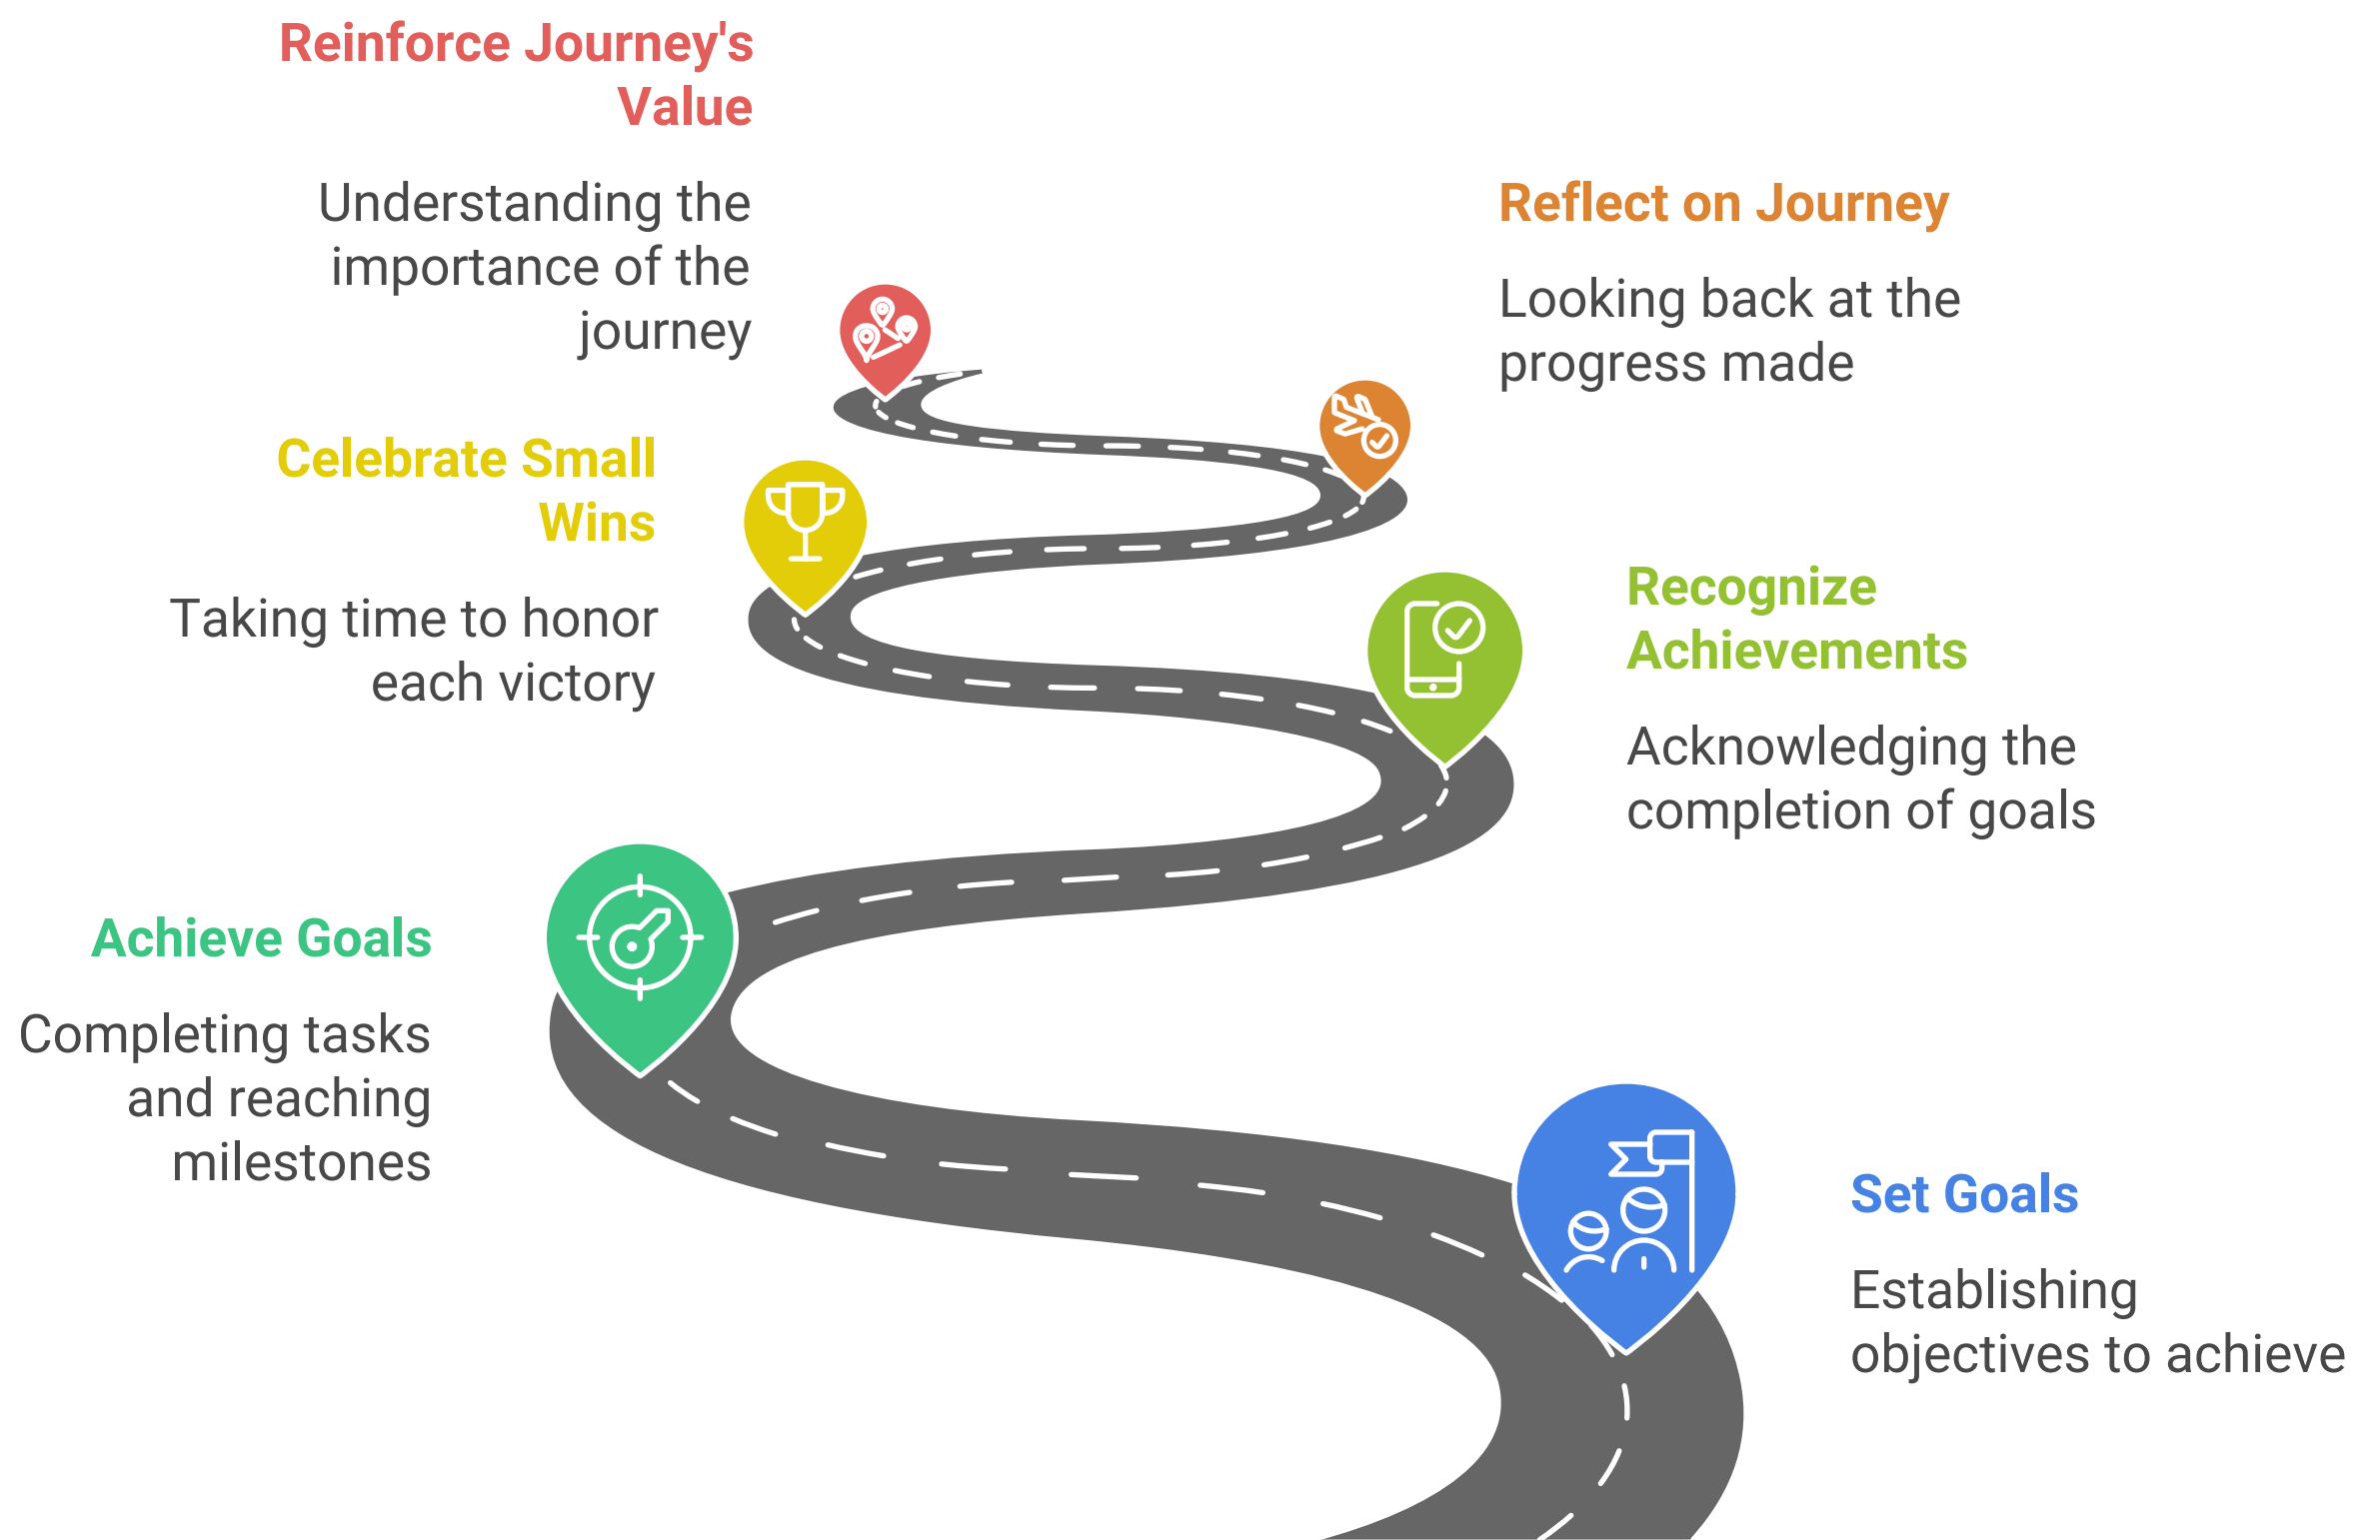 Reinforce Journey's
Value
Understanding the
importance of the
journey
Reflect on Journey
Looking back at the
progress made
Celebrate Small
Wins
Taking time to honor
each victory
Recognize
Achievements
Acknowledging the
completion of goals
Achieve Goals
Completing tasks
and reaching
milestones
Set Goals
Establishing
objectives to achieve